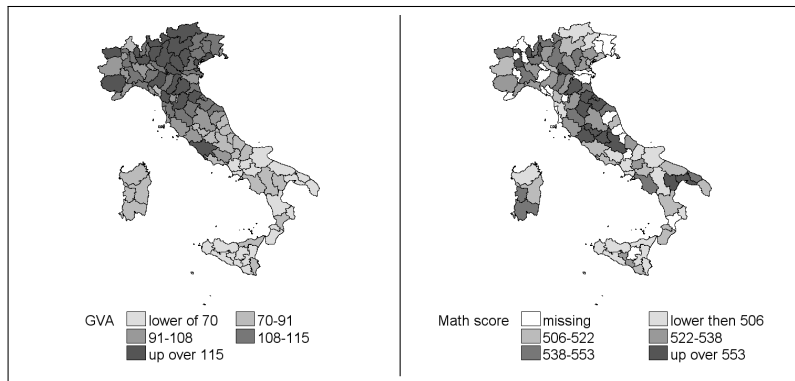 GVA lower of 70 70-91
91-108 108-115
up over 115
Math score missing lower then 506
506-522 522-538
538-553 up over 553